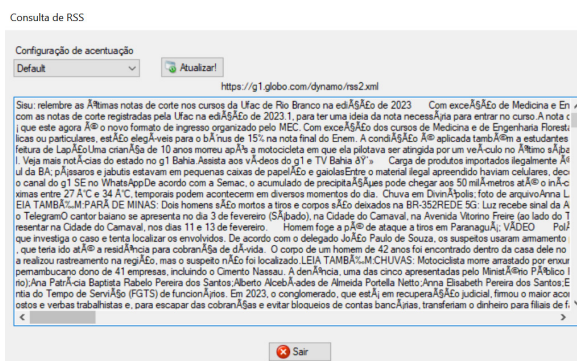 Consulta de RSS
Configuração de acentuação
Default
Atualizar!
https://g1.globo.com/dynamo/rss2.xml
Sisu: relembre as Ãºltimas notas de corte nos cursos da Ufac de Rio Branco na ediÃ§Ã£o de 2023 Com exceÃ§Ã£o de Medicina e En
com as notas de corte registradas pela Ufac na ediÃ§Ã£o de 2023.1, para ter uma ideia da nota necessÃ¡ria para entrar no curso.A nota c
¡ que este agora Ã© o novo formato de ingresso organizado pelo MEC. Com exceÃ§Ã£o dos cursos de Medicina e de Engenharia Floresta
licas ou particulares, estÃ£o elegÃ­veis para o bÃ´nus de 15% na nota final do Enem. A condiÃ§Ã£o Ã© aplicada tambÃ©m a estudantes
feitura de LapÃ£oUma crianÃ§a de 10 anos morreu apÃ³s a motocicleta em que ela pilotava ser atingida por um veÃ­culo no Ãºltimo sÃ¡ba
l. Veja mais notÃ­cias do estado no g1 Bahia.Assista aos vÃ­deos do g1 e TV Bahia ðŸ’» Carga de produtos importados ilegalmente Ã©
ul da BA; pÃ¡ssaros e jabutis estavam em pequenas caixas de papelÃ£o e gaiolasEntre o material ilegal apreendido haviam celulares, deco
o canal do g1 SE no WhatsAppDe acordo com a Semac, o acumulado de precipitaÃ§Ãµes pode chegar aos 50 milÃ­metros atÃ© o inÃ­c
ximas entre 27 Â°C e 34 Â°C, temporais podem acontecem em diversos momentos do dia. Chuva em DivinÃ³polis; foto de arquivoAnna L
EIA TAMBÃ‰M:PARÃ DE MINAS: Dois homens sÃ£o mortos a tiros e corpos sÃ£o deixados na BR-352REDE 5G: Luz recebe sinal da A
o TelegramO cantor baiano se apresenta no dia 3 de fevereiro (SÃ¡bado), na Cidade do Carnaval, na Avenida Vitorino Freire (ao lado do T
resentar na Cidade do Carnaval, nos dias 11 e 13 de fevereiro. Homem foge a pÃ© de ataque a tiros em ParanaguÃ¡; VÃDEO PolÃ­
que investiga o caso e tenta localizar os envolvidos. De acordo com o delegado JoÃ£o Paulo de Souza, os suspeitos usaram armamento
, que teria ido atÃ© a residÃªncia para cobranÃ§a de dÃ­vida. O corpo de um homem de 42 anos foi encontrado dentro da casa dele no
a realizou rastreamento na regiÃ£o, mas o suspeito nÃ£o foi localizado.LEIA TAMBÃ‰M:CHUVAS: Motociclista morre arrastado por enxur
pernambucano dono de 41 empresas, incluindo o Cimento Nassau. A denÃºncia, uma das cinco apresentadas pelo MinistÃ©rio PÃºblico l
rio);Ana PatrÃ­cia Baptista Rabelo Pereira dos Santos;Alberto AlcebÃ­ades de Almeida Portella Netto;Anna Elisabeth Pereira dos Santos;E
ntia do Tempo de ServiÃ§o (FGTS) de funcionÃ¡rios. Em 2023, o conglomerado, que estÃ¡ em recuperaÃ§Ã£o judicial, firmou o maior acor
ostos e verbas trabalhistas e, para escapar das cobranÃ§as e evitar bloqueios de contas bancÃ¡rias, transferiam o dinheiro para filiais de f
Sair